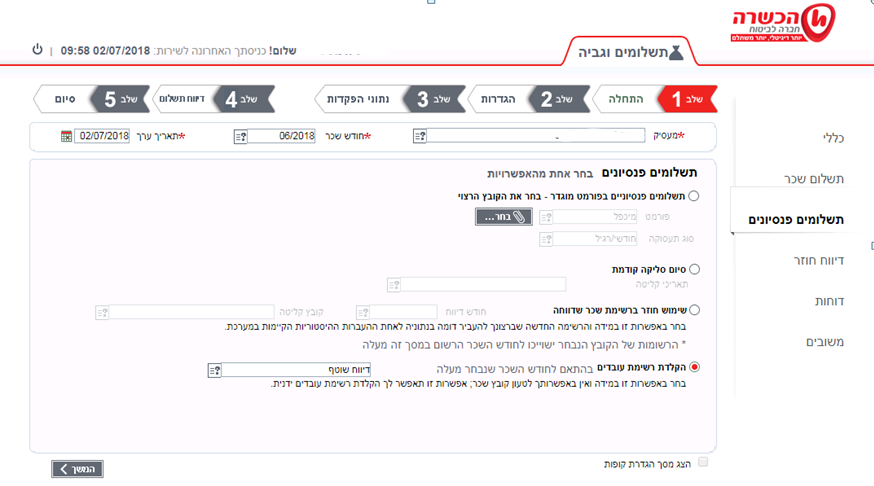 הכשרה
חברה לביטוח
יותר דיגיטלי, יותר משתלם
תשלומים וגביה
שלום! כניסתך האחרונה לשירות: 02/07/2018 09:58 |
שלב 1 התחלה שלב 2 הגדרות שלב 3 נתוני הפקדות שלב 4 דיווח תשלום שלב 5 סיום
*מעסיק *חודש שכר 06/2018 *תאריך ערך 02/07/2018
כללי
תשלום שכר
תשלומים פנסיונים
דיווח חוזר
דוחות
משובים
תשלומים פנסיונים בחר אחת מהאפשרויות
תשלומים פנסיוניים בפורמט מוגדר - בחר את הקובץ הרצוי
פורמט מיכפל בחר...
סוג תעסוקה חודשי/רגיל
סיום סליקה קודמת
תאריכי קליטה
שימוש חוזר ברשימת שכר שדווחה חודש דיווח קובץ קליטה
בחר באפשרות זו במידה והרשימה החדשה שברצונך להעביר דומה בנתוניה לאחת ההעברות ההיסטוריות הקיימות במערכת.
* הרשומות של הקובץ הנבחר ישוייכו לחודש השכר הרשום במסך זה מעלה
הקלדת רשימת עובדים בהתאם לחודש השכר שנבחר מעלה דיווח שוטף
בחר באפשרות זו במידה ואין באפשרותך לטעון קובץ שכר; אפשרות זו תאפשר לך הקלדת רשימת עובדים ידנית.
הצג מסך הגדרת קופות
המשך